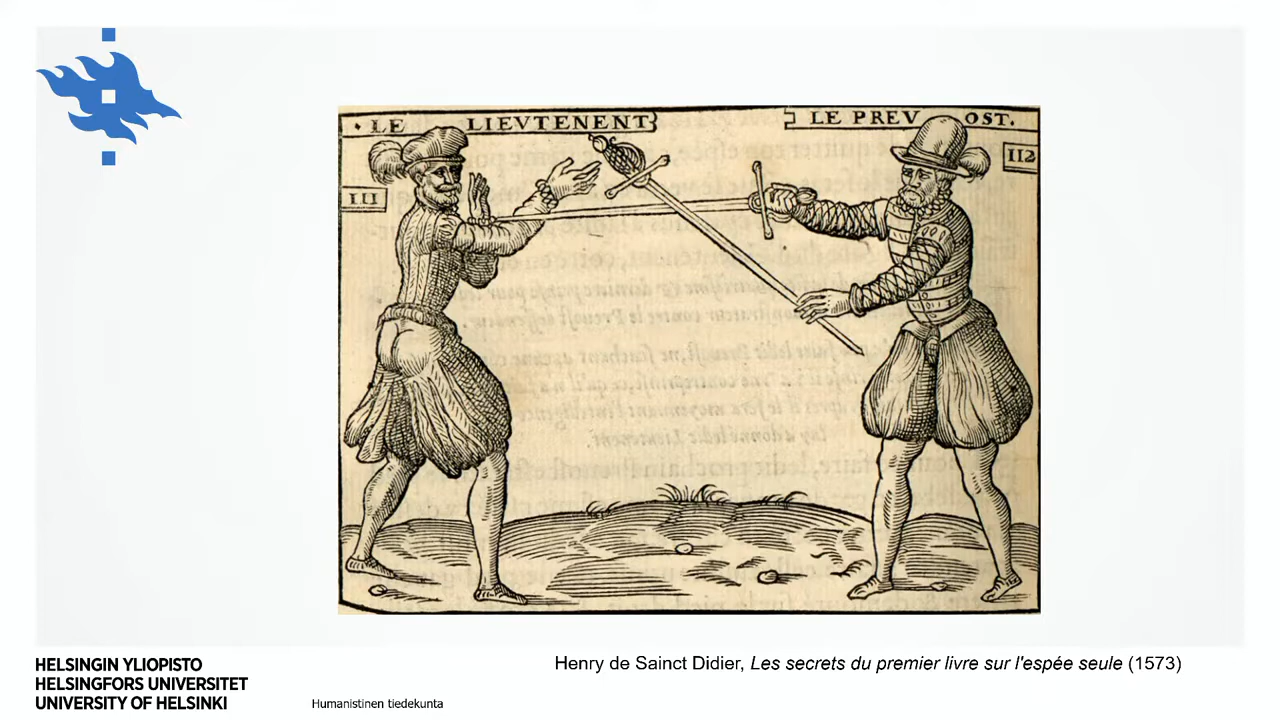 LE LIEVTENENT
LE PREVOST.
III
112
Henry de Sainct Didier, Les secrets du premier livre sur l'espée seule (1573)
HELSINGIN YLIOPISTO
HELSINGFORS UNIVERSITET
UNIVERSITY OF HELSINKI
Humanistinen tiedekunta